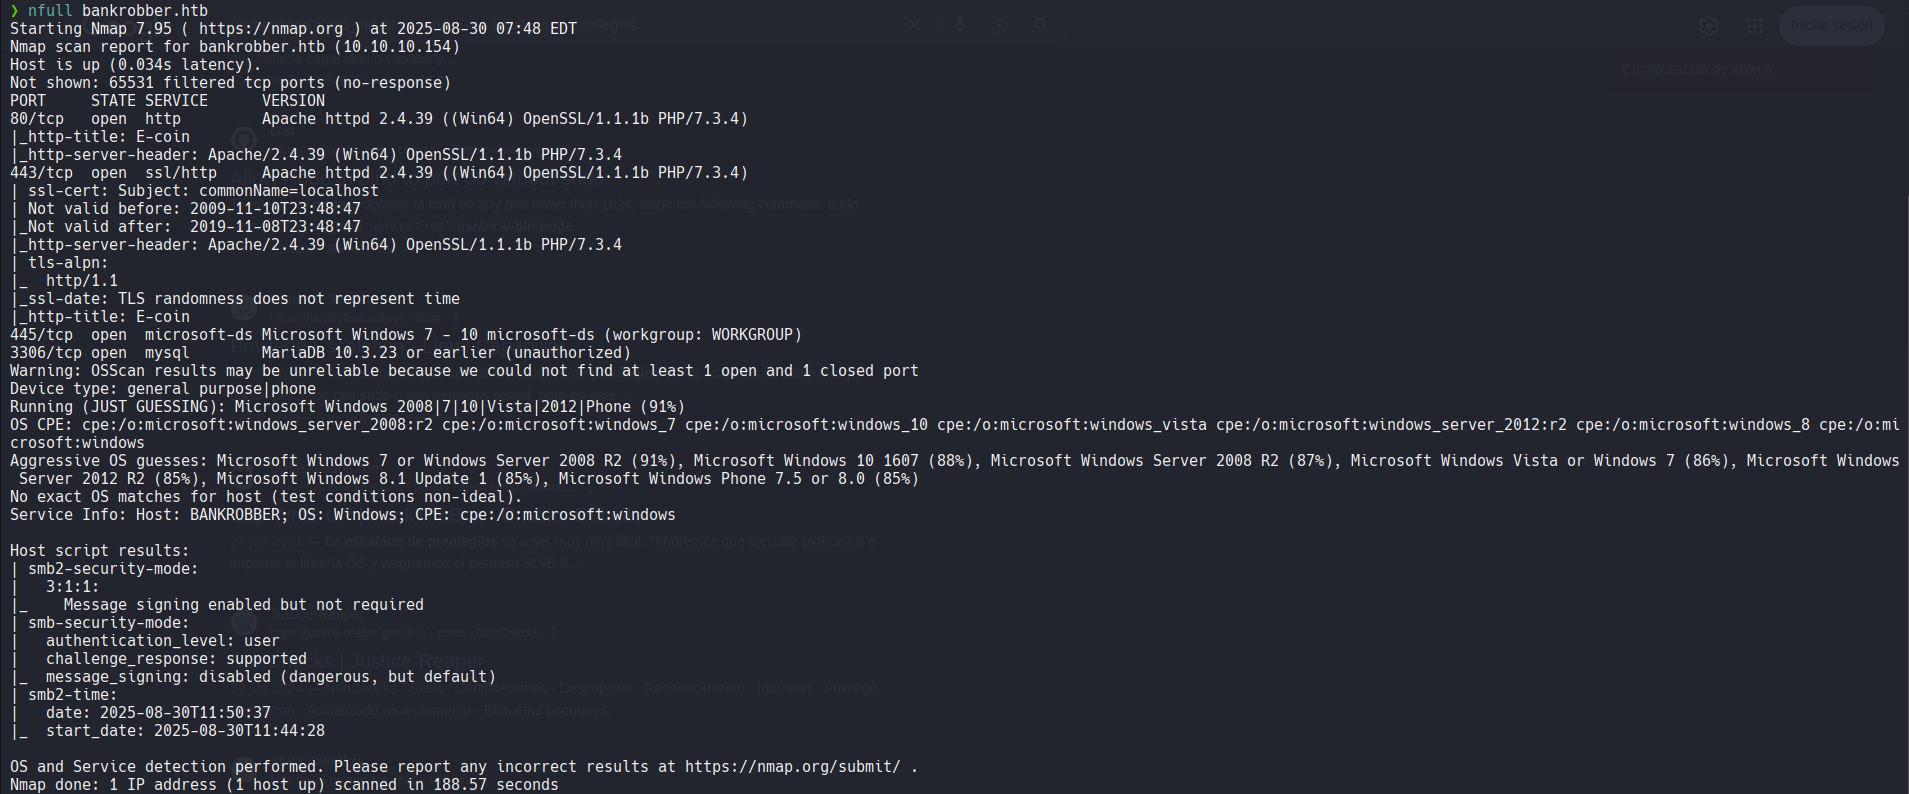 ❯ nfull bankrobber.htb
Starting Nmap 7.95 ( https://nmap.org ) at 2025-08-30 07:48 EDT
Nmap scan report for bankrobber.htb (10.10.10.154)
Host is up (0.034s latency).
Not shown: 65531 filtered tcp ports (no-response)
PORT     STATE SERVICE      VERSION
80/tcp   open  http         Apache httpd 2.4.39 ((Win64) OpenSSL/1.1.1b PHP/7.3.4)
|_http-title: E-coin
|_http-server-header: Apache/2.4.39 (Win64) OpenSSL/1.1.1b PHP/7.3.4
443/tcp  open  ssl/http     Apache httpd 2.4.39 ((Win64) OpenSSL/1.1.1b PHP/7.3.4)
| ssl-cert: Subject: commonName=localhost
| Not valid before: 2009-11-10T23:48:47
|_Not valid after:  2019-11-08T23:48:47
|_http-server-header: Apache/2.4.39 (Win64) OpenSSL/1.1.1b PHP/7.3.4
| tls-alpn:
|_  http/1.1
|_ssl-date: TLS randomness does not represent time
|_http-title: E-coin
445/tcp  open  microsoft-ds Microsoft Windows 7 - 10 microsoft-ds (workgroup: WORKGROUP)
3306/tcp open  mysql        MariaDB 10.3.23 or earlier (unauthorized)
Warning: OSScan results may be unreliable because we could not find at least 1 open and 1 closed port
Device type: general purpose|phone
Running (JUST GUESSING): Microsoft Windows 2008|7|10|Vista|2012|Phone (91%)
OS CPE: cpe:/o:microsoft:windows_server_2008:r2 cpe:/o:microsoft:windows_7 cpe:/o:microsoft:windows_10 cpe:/o:microsoft:windows_vista cpe:/o:microsoft:windows_server_2012:r2 cpe:/o:microsoft:windows_8 cpe:/o:mi
crosoft:windows
Aggressive OS guesses: Microsoft Windows 7 or Windows Server 2008 R2 (91%), Microsoft Windows 10 1607 (88%), Microsoft Windows Server 2008 R2 (87%), Microsoft Windows Vista or Windows 7 (86%), Microsoft Windows
 Server 2012 R2 (85%), Microsoft Windows 8.1 Update 1 (85%), Microsoft Windows Phone 7.5 or 8.0 (85%)
No exact OS matches for host (test conditions non-ideal).
Service Info: Host: BANKROBBER; OS: Windows; CPE: cpe:/o:microsoft:windows

Host script results:
| smb2-security-mode:
|   3:1:1:
|_    Message signing enabled but not required
| smb-security-mode:
|   authentication_level: user
|   challenge_response: supported
|_  message_signing: disabled (dangerous, but default)
| smb2-time:
|   date: 2025-08-30T11:50:37
|_  start_date: 2025-08-30T11:44:28

OS and Service detection performed. Please report any incorrect results at https://nmap.org/submit/ .
Nmap done: 1 IP address (1 host up) scanned in 188.57 seconds